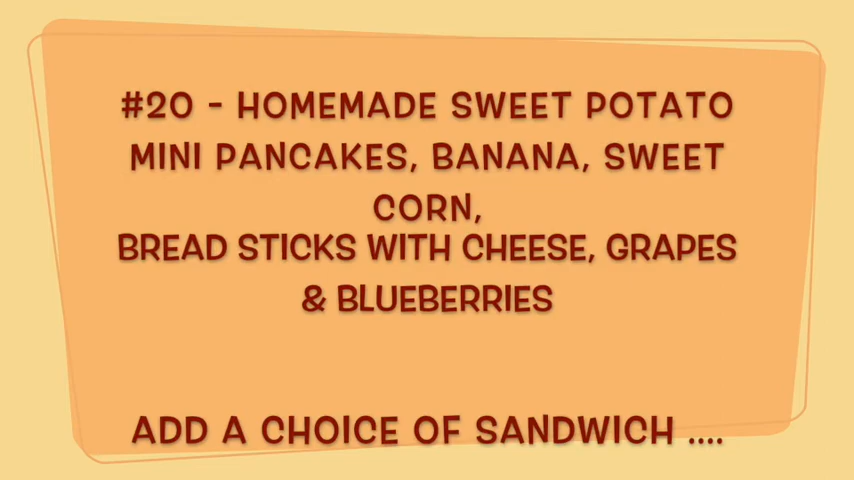 #20 - HOMEMADE SWEET POTATO
MINI PANCAKES, BANANA, SWEET
CORN,
BREAD STICKS WITH CHEESE, GRAPES
& BLUEBERRIES
ADD A CHOICE OF SANDWICH ....